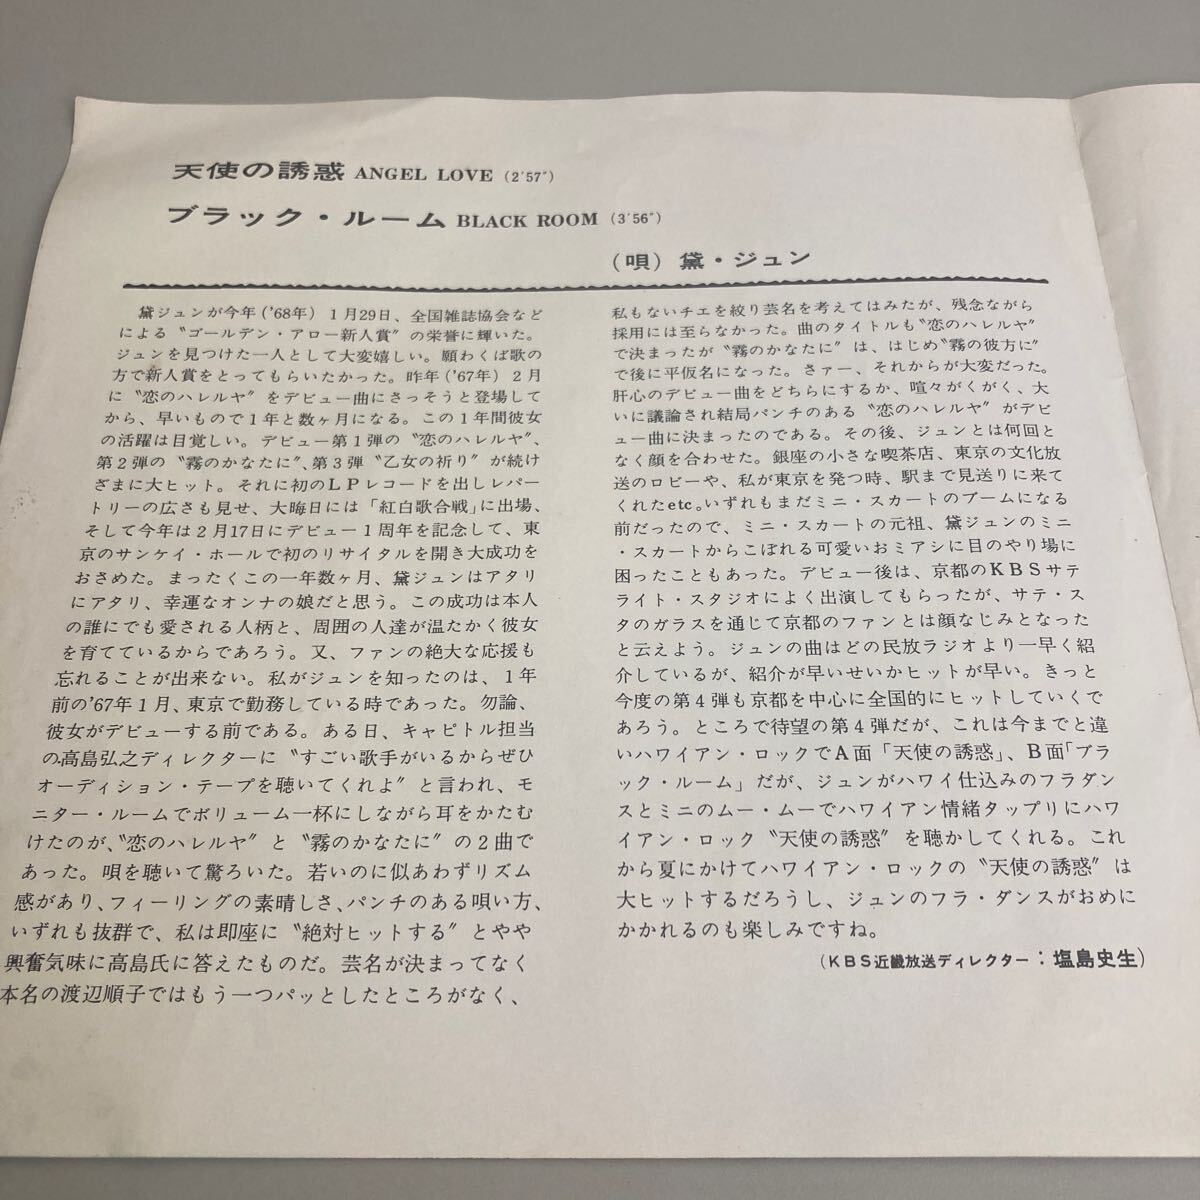 天使の誘惑 ANGEL LOVE (2′57″)
ブラック・ルーム BLACK ROOM (3′56″)
(唄) 黛・ジュン
黛ジュンが今年('68年) 1月29日、全国雑誌協会など
による〝ゴールデン・アロー新人賞〟の栄誉に輝いた。
ジュンを見つけた一人として大変嬉しい。願わくば歌の
方で新人賞をとってもらいたかった。昨年('67年) 2月
に〝恋のハレルヤ〟をデビュー曲にさっそうと登場して
から、早いもので1年と数ヶ月になる。この1年間彼女
の活躍は目覚しい。デビュー第1弾の〝恋のハレルヤ〟、
第2弾の〝霧のかなたに〟、第3弾〝乙女の祈り〟が続け
ざまに大ヒット。それに初のLPレコードを出しレパー
トリーの広さも見せ、大晦日には「紅白歌合戦」に出場、
そして今年は2月17日にデビュー1周年を記念して、東
京のサンケイ・ホールで初のリサイタルを開き大成功を
おさめた。まったくこの一年数ヶ月、黛ジュンはアタリ
にアタリ、幸運なオンナの娘だと思う。この成功は本人
の誰にでも愛される人柄と、周囲の人達が温たかく彼女
を育てているからであろう。又、ファンの絶大な応援も
忘れることが出来ない。私がジュンを知ったのは、1年
前の'67年1月、東京で勤務している時であった。勿論、
彼女がデビューする前である。ある日、キャピトル担当
の高島弘之ディレクターに〝すごい歌手がいるからぜひ
オーディション・テープを聴いてくれよ〟と言われ、モ
ニター・ルームでボリューム一杯にしながら耳をかたむ
けたのが、〝恋のハレルヤ〟と〝霧のかなたに〟の2曲で
あった。唄を聴いて驚ろいた。若いのに似あわずリズム
感があり、フィーリングの素晴しさ、パンチのある唄い方、
いずれも抜群で、私は即座に〝絶対ヒットする〟とやや
興奮気味に高島氏に答えたものだ。芸名が決まってなく
本名の渡辺順子ではもう一つパッとしたところがなく、
私もないチエを絞り芸名を考えてはみたが、残念ながら
採用には至らなかった。曲のタイトルも〝恋のハレルヤ〟
で決まったが〝霧のかなたに〟は、はじめ〝霧の彼方に〟
で後に平仮名になった。さァー、それからが大変だった。
肝心のデビュー曲をどちらにするか、喧々がくがく、大
いに議論され結局パンチのある〝恋のハレルヤ〟がデビ
ュー曲に決まったのである。その後、ジュンとは何回と
なく顔を合わせた。銀座の小さな喫茶店、東京の文化放
送のロビーや、私が東京を発つ時、駅まで見送りに来て
くれたetc。いずれもまだミニ・スカートのブームになる
前だったので、ミニ・スカートの元祖、黛ジュンのミニ
・スカートからこぼれる可愛いおミアシに目のやり場に
困ったこともあった。デビュー後は、京都のKBSサテ
ライト・スタジオによく出演してもらったが、サテ・ス
タのガラスを通じて京都のファンとは顔なじみとなった
と云えよう。ジュンの曲はどの民放ラジオより一早く紹
介しているが、紹介が早いせいかヒットが早い。きっと
今度の第4弾も京都を中心に全国的にヒットしていくで
あろう。ところで待望の第4弾だが、これは今までと違
いハワイアン・ロックでA面「天使の誘惑」、B面「ブラ
ック・ルーム」だが、ジュンがハワイ仕込みのフラダン
スとミニのムー・ムーでハワイアン情緒タップリにハワ
イアン・ロック〝天使の誘惑〟を聴かしてくれる。これ
から夏にかけてハワイアン・ロックの〝天使の誘惑〟は
大ヒットするだろうし、ジュンのフラ・ダンスがおめに
かかれるのも楽しみですね。
(KBS近畿放送ディレクター：塩島史生)